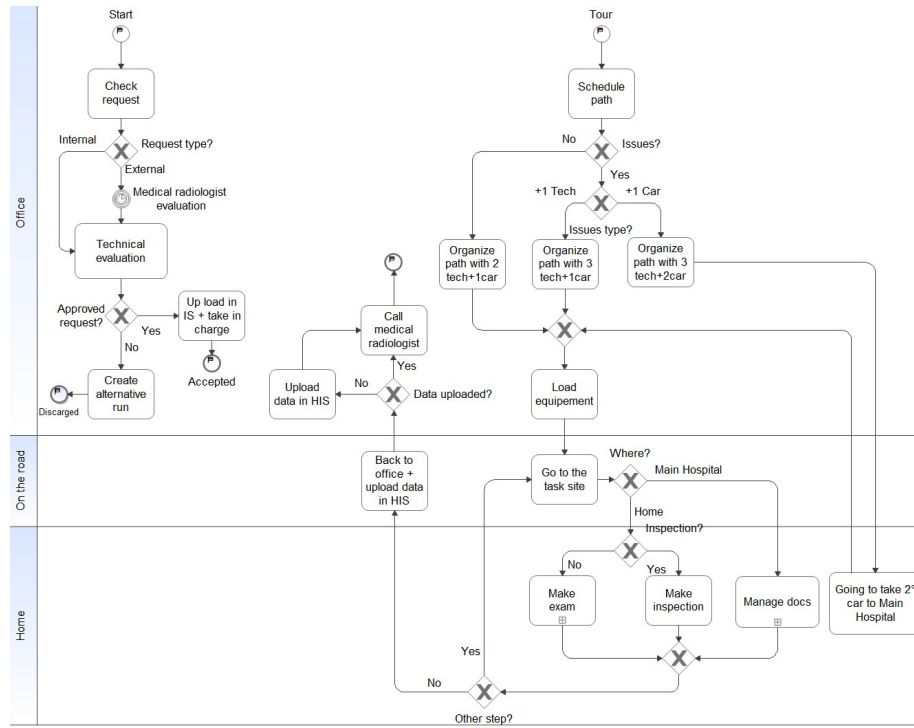 Start
Tour
Office
Check
request
Internal
Request type?
External
Medical radiologist
evaluation
Technical
evaluation
Approved
request?
Yes
No
Up load in
IS + take in
charge
Accepted
Create
alternative
run
Discarged
Schedule
path
No
Issues?
Yes
+1 Tech
+1 Car
Issues type?
Organize
path with 2
tech+1car
Organize
path with 3
tech+1car
Organize
path with 3
tech+2car
Call
medical
radiologist
Yes
No
Upload
data in HIS
Data uploaded?
Load
equipement
On the road
Back to
office +
upload data
in HIS
Go to the
task site
Where?
Main Hospital
Home
Home
Inspection?
No
Yes
Make
exam
Make
inspection
Manage docs
Going to take 2°
car to Main
Hospital
Yes
No
Other step?